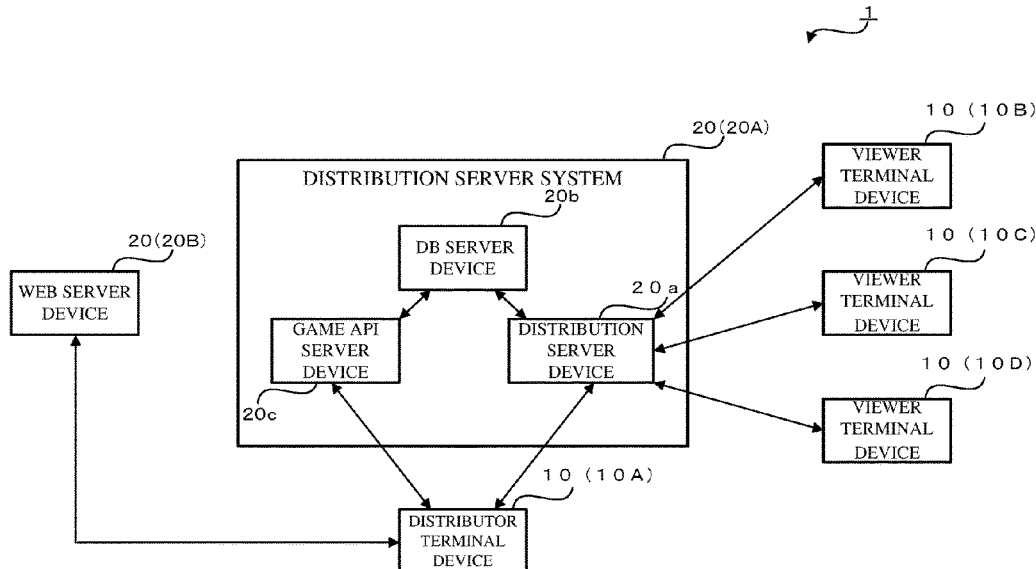 1
20(20A)
DISTRIBUTION SERVER SYSTEM
20b
DB SERVER
DEVICE
20a
GAME API
SERVER
DEVICE
20c
DISTRIBUTION
SERVER
DEVICE
20(20B)
WEB SERVER
DEVICE
10 (10B)
VIEWER
TERMINAL
DEVICE
10 (10C)
VIEWER
TERMINAL
DEVICE
10 (10D)
VIEWER
TERMINAL
DEVICE
10 (10A)
DISTRIBUTOR
TERMINAL
DEVICE